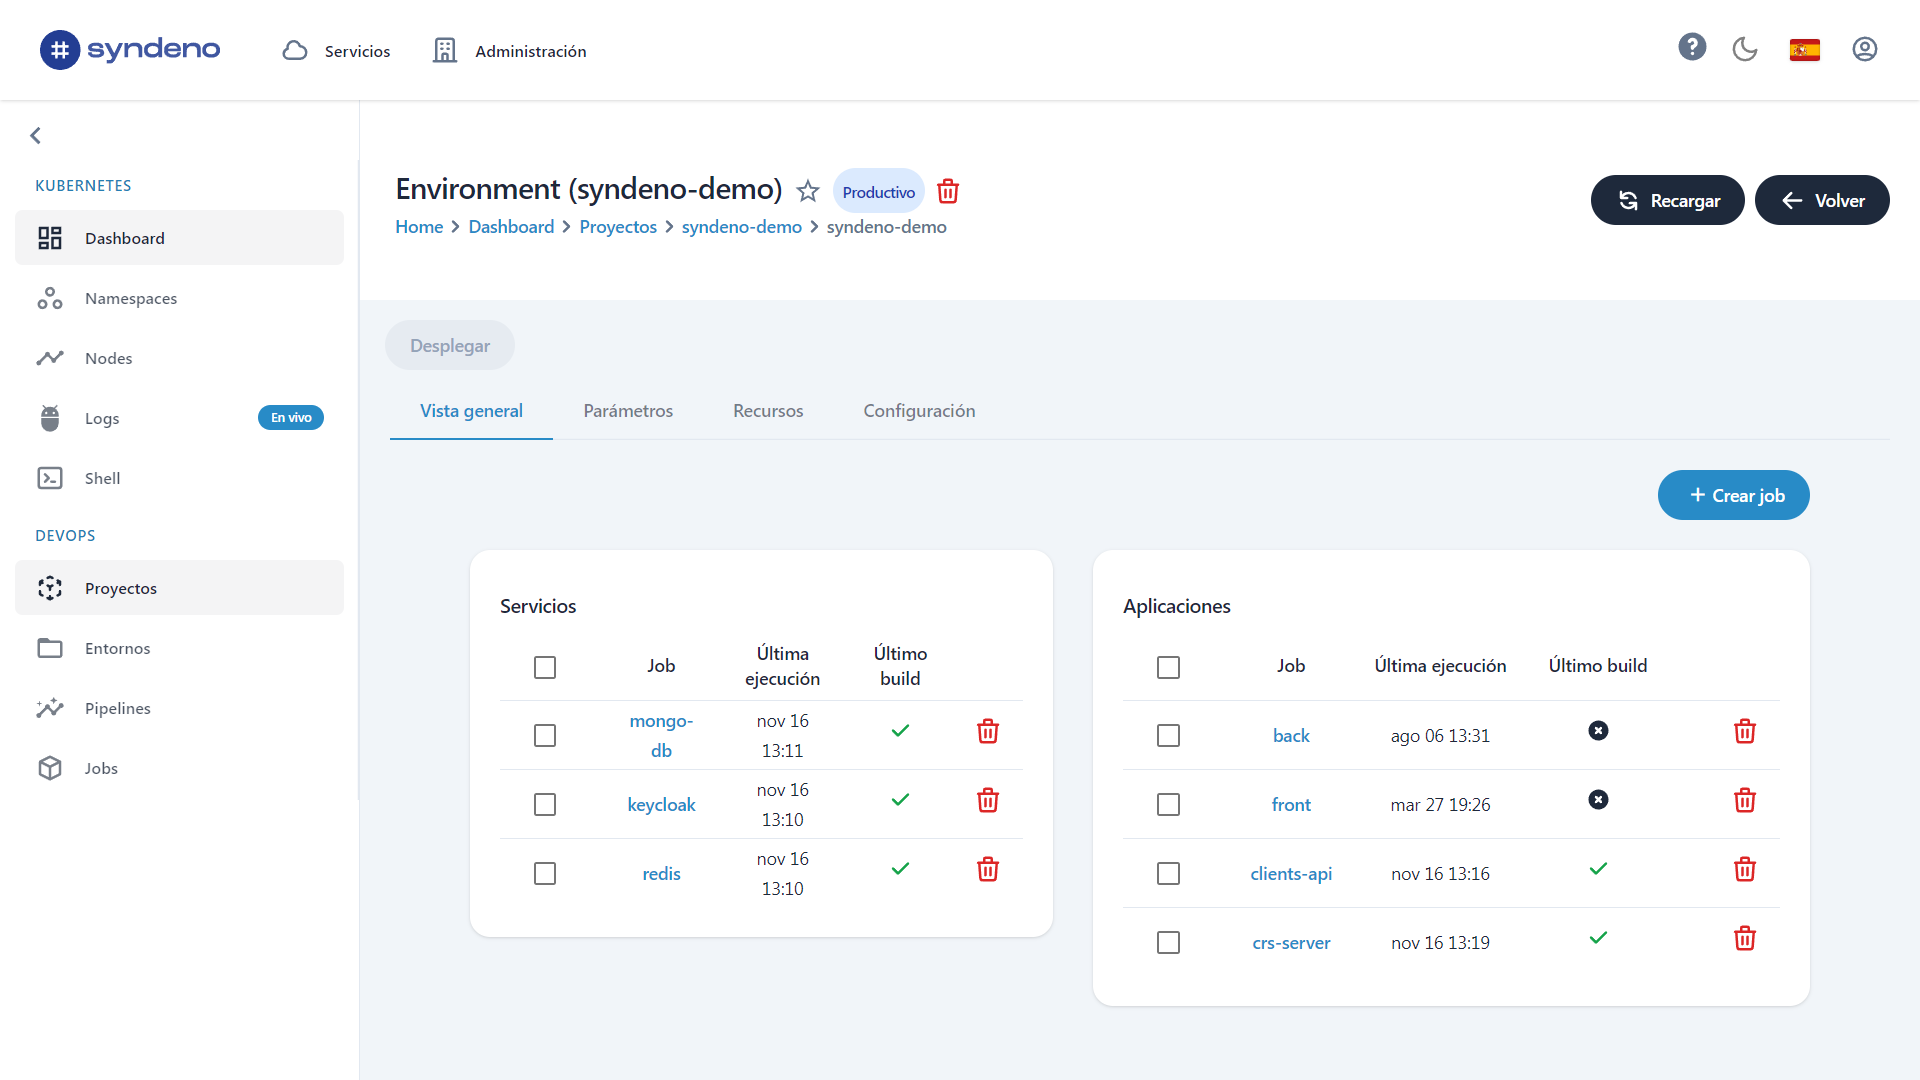 # syndeno
Servicios
Administración
?
KUBERNETES
Dashboard
Namespaces
Nodes
Logs
En vivo
Shell
DEVOPS
Proyectos
Entornos
Pipelines
Jobs
Environment (syndeno-demo)
Productivo
Home > Dashboard > Proyectos > syndeno-demo > syndeno-demo
Recargar
Volver
Desplegar
Vista general
Parámetros
Recursos
Configuración
+ Crear job
Servicios
Job
Última
ejecución
Último
build
mongo-
db
nov 16
13:11
keycloak
nov 16
13:10
redis
nov 16
13:10
Aplicaciones
Job
Última ejecución
Último build
back
ago 06 13:31
front
mar 27 19:26
clients-api
nov 16 13:16
crs-server
nov 16 13:19